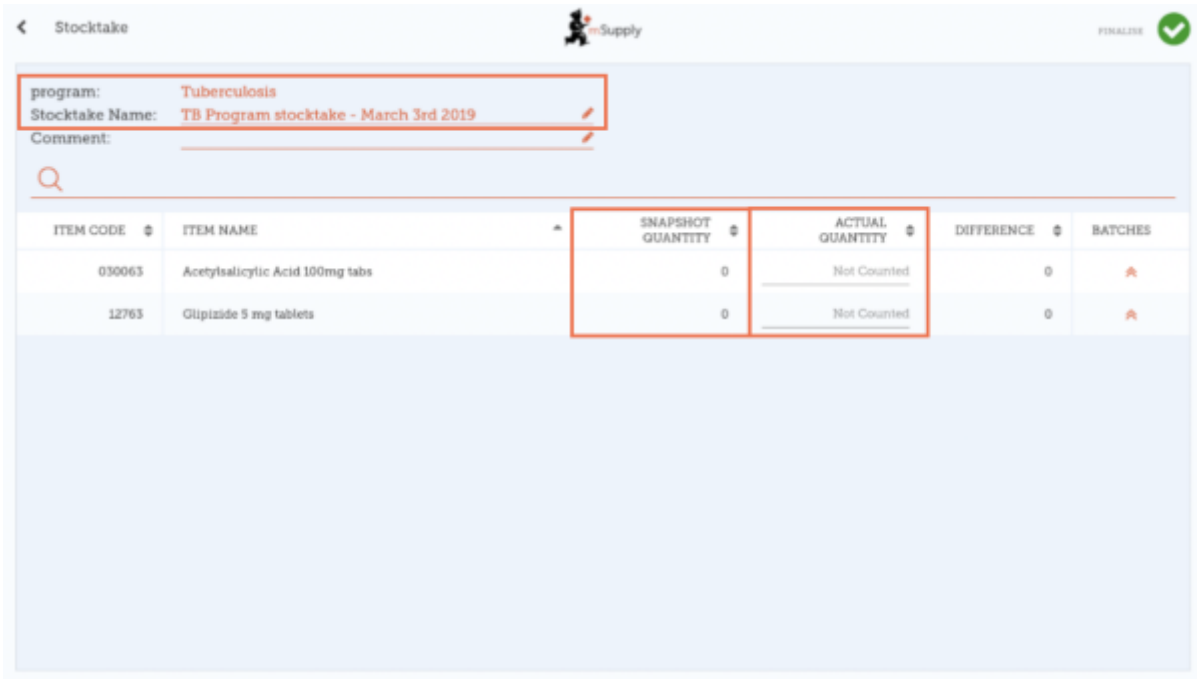 Stocktake
mSupply
FINALISE
program: Tuberculosis
Stocktake Name: TB Program stocktake - March 3rd 2019
Comment:
ITEM CODE ITEM NAME SNAPSHOT QUANTITY ACTUAL QUANTITY DIFFERENCE BATCHES
030063 Acetylsalicylic Acid 100mg tabs 0 Not Counted 0
12763 Glipizide 5 mg tablets 0 Not Counted 0